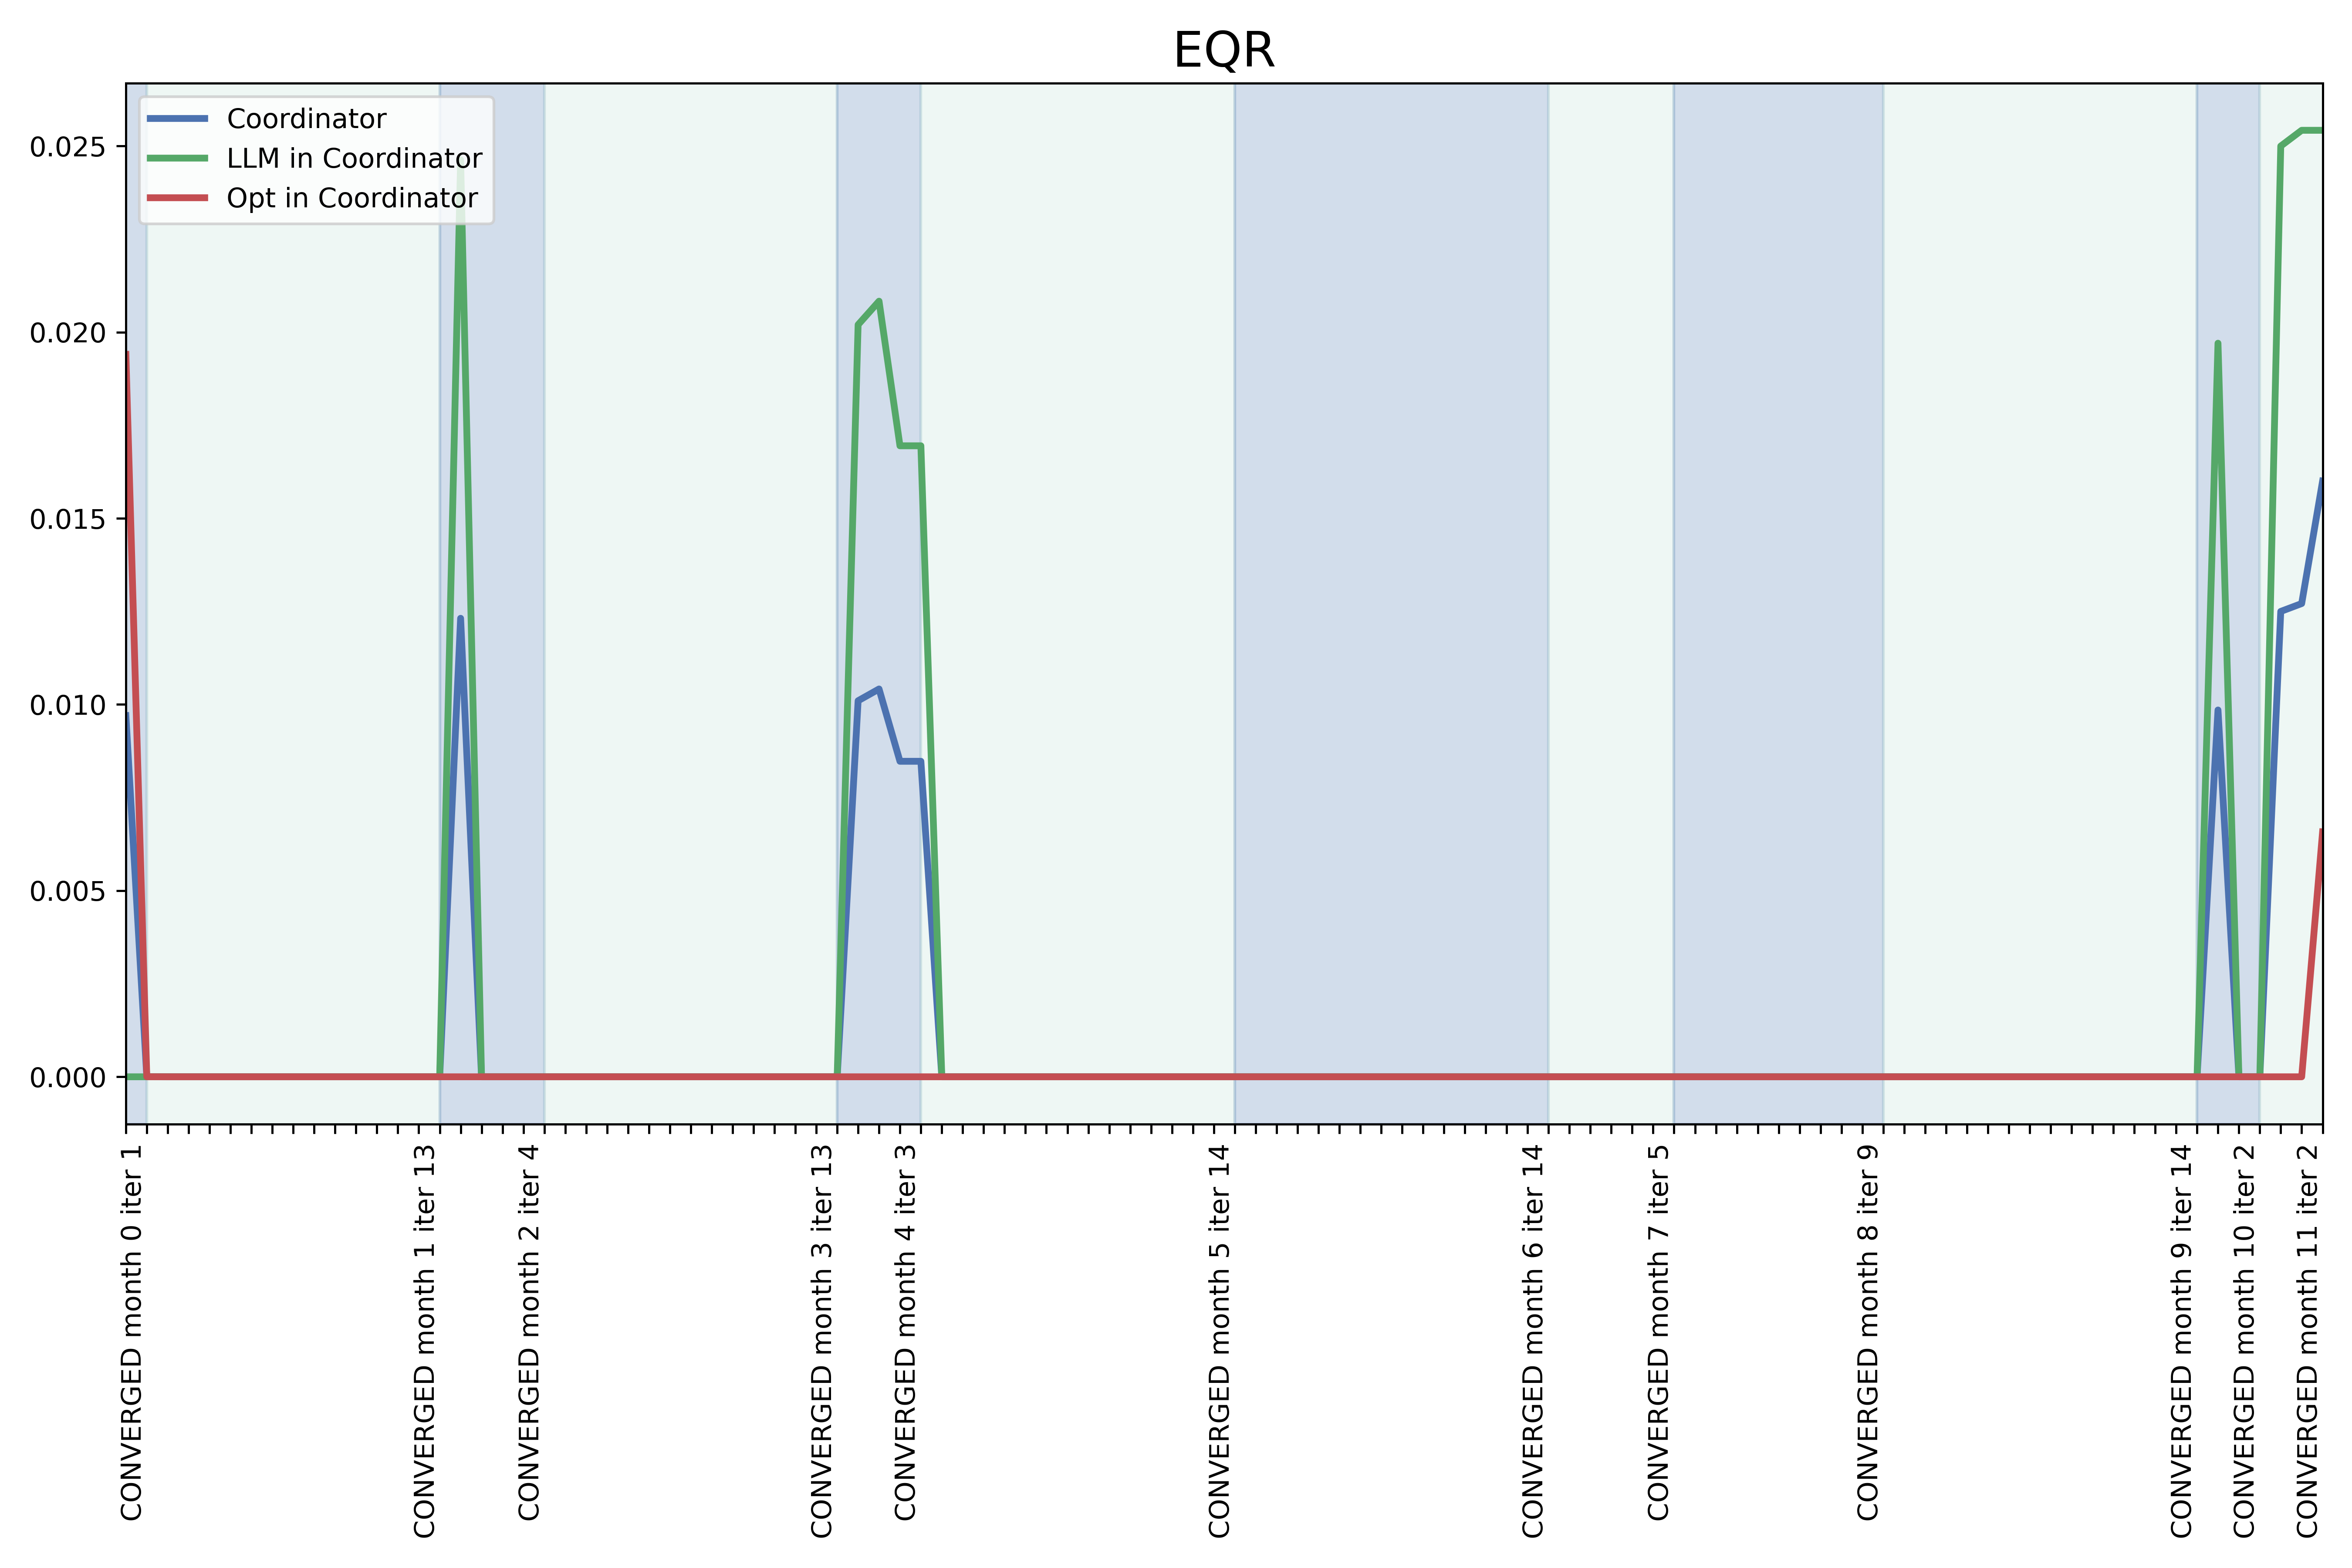 EQR
Coordinator
LLM in Coordinator
Opt in Coordinator
0.025
0.020
0.015
0.010
0.005
0.000
CONVERGED month 0 iter 1
CONVERGED month 1 iter 13
CONVERGED month 2 iter 4
CONVERGED month 3 iter 13
CONVERGED month 4 iter 3
CONVERGED month 5 iter 14
CONVERGED month 6 iter 14
CONVERGED month 7 iter 5
CONVERGED month 8 iter 9
CONVERGED month 9 iter 14
CONVERGED month 10 iter 2
CONVERGED month 11 iter 2